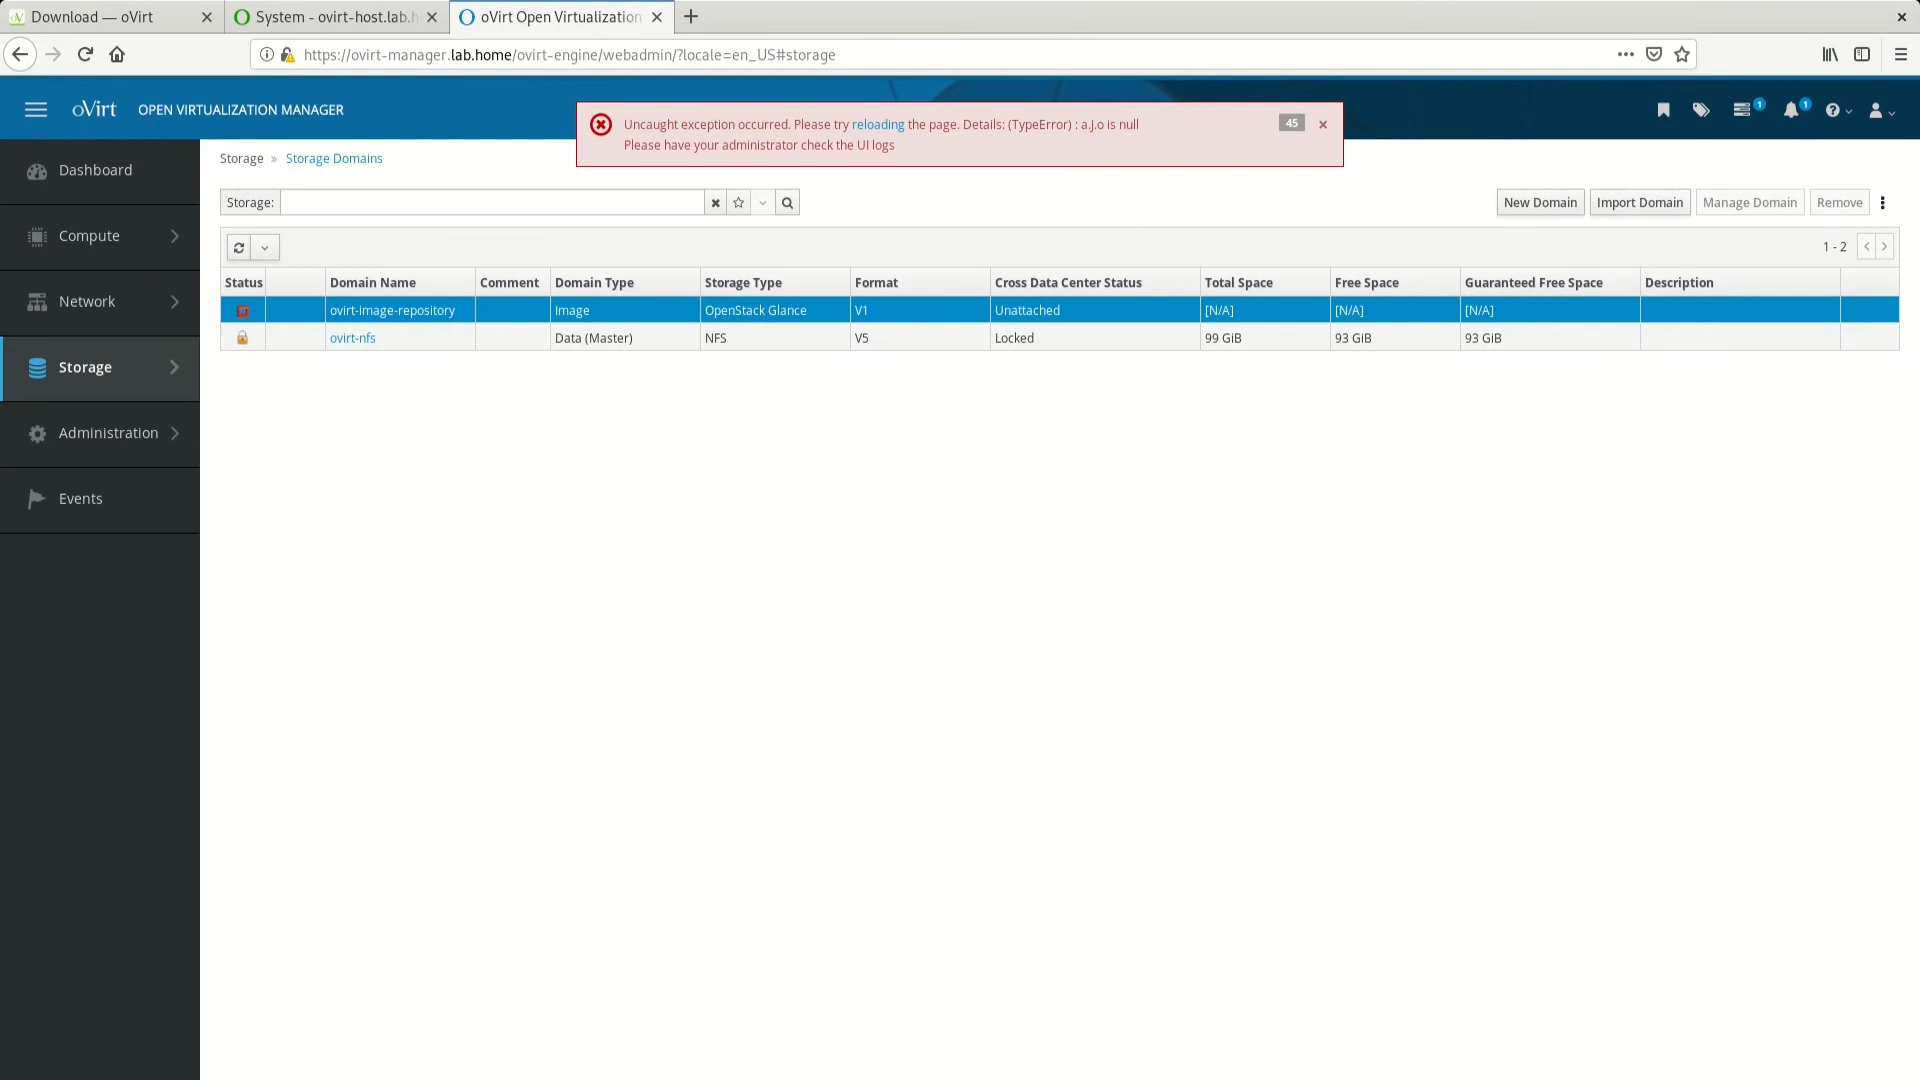 Download — oVirt
System - ovirt-host.lab.h
oVirt Open Virtualization
https://ovirt-manager.lab.home/ovirt-engine/webadmin/?locale=en_US#storage
oVirt OPEN VIRTUALIZATION MANAGER
1 1
Uncaught exception occurred. Please try reloading the page. Details: (TypeError) : a.J.o is null
45
Please have your administrator check the UI logs
Dashboard
Compute
Network
Storage
Administration
Events
Storage » Storage Domains
Storage:
New Domain Import Domain Manage Domain Remove
1 - 2
Status Domain Name Comment Domain Type Storage Type Format Cross Data Center Status Total Space Free Space Guaranteed Free Space Description
ovirt-image-repository Image OpenStack Glance V1 Unattached [N/A] [N/A] [N/A]
ovirt-nfs Data (Master) NFS V5 Locked 99 GiB 93 GiB 93 GiB